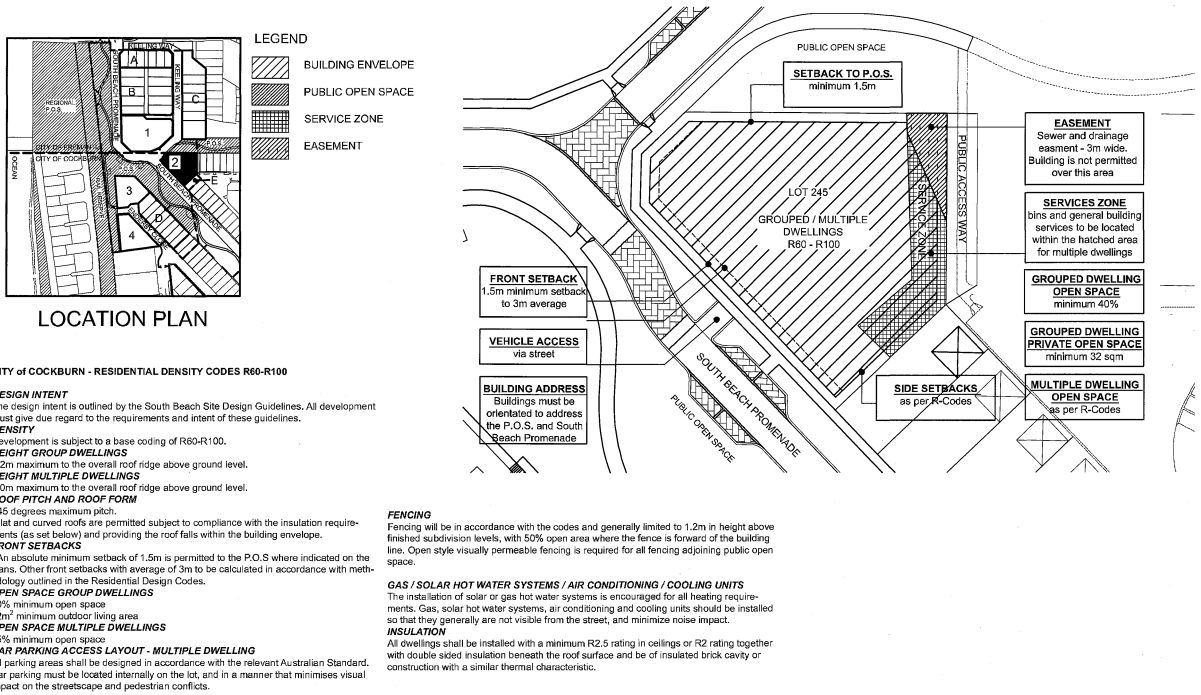 LEGEND
BUILDING ENVELOPE
PUBLIC OPEN SPACE
SERVICE ZONE
EASEMENT
KEELING WAY
SOUTH BEACH PROMENADE
KEELING WAY
A
B
C
REGIONAL
P.O.S.
1
P.O.S.
CITY OF COCKBURN
OCEAN
2
E
3
D
4
SOUTH BEACH PROMENADE
LOCATION PLAN
PUBLIC OPEN SPACE
SETBACK TO P.O.S.
minimum 1.5m
LOT 245
GROUPED / MULTIPLE
DWELLINGS
R60 - R100
SERVICE ZONE
PUBLIC ACCESS WAY
EASEMENT
Sewer and drainage
easment - 3m wide.
Building is not permitted
over this area
SERVICES ZONE
bins and general building
services to be located
within the hatched area
for multiple dwellings
GROUPED DWELLING
OPEN SPACE
minimum 40%
GROUPED DWELLING
PRIVATE OPEN SPACE
minimum 32 sqm
MULTIPLE DWELLING
OPEN SPACE
as per R-Codes
SIDE SETBACKS
as per R-Codes
FRONT SETBACK
1.5m minimum setback
to 3m average
VEHICLE ACCESS
via street
BUILDING ADDRESS
Buildings must be
orientated to address
the P.O.S. and South
Beach Promenade
SOUTH BEACH PROMENADE
PUBLIC OPEN SPACE
ITY of COCKBURN - RESIDENTIAL DENSITY CODES R60-R100
ESIGN INTENT
he design intent is outlined by the South Beach Site Design Guidelines. All development
ust give due regard to the requirements and intent of these guidelines.
ENSITY
evelopment is subject to a base coding of R60-R100.
EIGHT GROUP DWELLINGS
2m maximum to the overall roof ridge above ground level.
EIGHT MULTIPLE DWELLINGS
0m maximum to the overall roof ridge above ground level.
OOF PITCH AND ROOF FORM
45 degrees maximum pitch.
lat and curved roofs are permitted subject to compliance with the insulation require-
ents (as set below) and providing the roof falls within the building envelope.
RONT SETBACKS
An absolute minimum setback of 1.5m is permitted to the P.O.S where indicated on the
ans. Other front setbacks with average of 3m to be calculated in accordance with meth-
dology outlined in the Residential Design Codes.
PEN SPACE GROUP DWELLINGS
0% minimum open space
2m² minimum outdoor living area
PEN SPACE MULTIPLE DWELLINGS
5% minimum open space
AR PARKING ACCESS LAYOUT - MULTIPLE DWELLING
l parking areas shall be designed in accordance with the relevant Australian Standard.
ar parking must be located internally on the lot, and in a manner that minimises visual
pact on the streetscape and pedestrian conflicts.
FENCING
Fencing will be in accordance with the codes and generally limited to 1.2m in height above
finished subdivision levels, with 50% open area where the fence is forward of the building
line. Open style visually permeable fencing is required for all fencing adjoining public open
space.
GAS / SOLAR HOT WATER SYSTEMS / AIR CONDITIONING / COOLING UNITS
The installation of solar or gas hot water systems is encouraged for all heating require-
ments. Gas, solar hot water systems, air conditioning and cooling units should be installed
so that they generally are not visible from the street, and minimize noise impact.
INSULATION
All dwellings shall be installed with a minimum R2.5 rating in ceilings or R2 rating together
with double sided insulation beneath the roof surface and be of insulated brick cavity or
construction with a similar thermal characteristic.